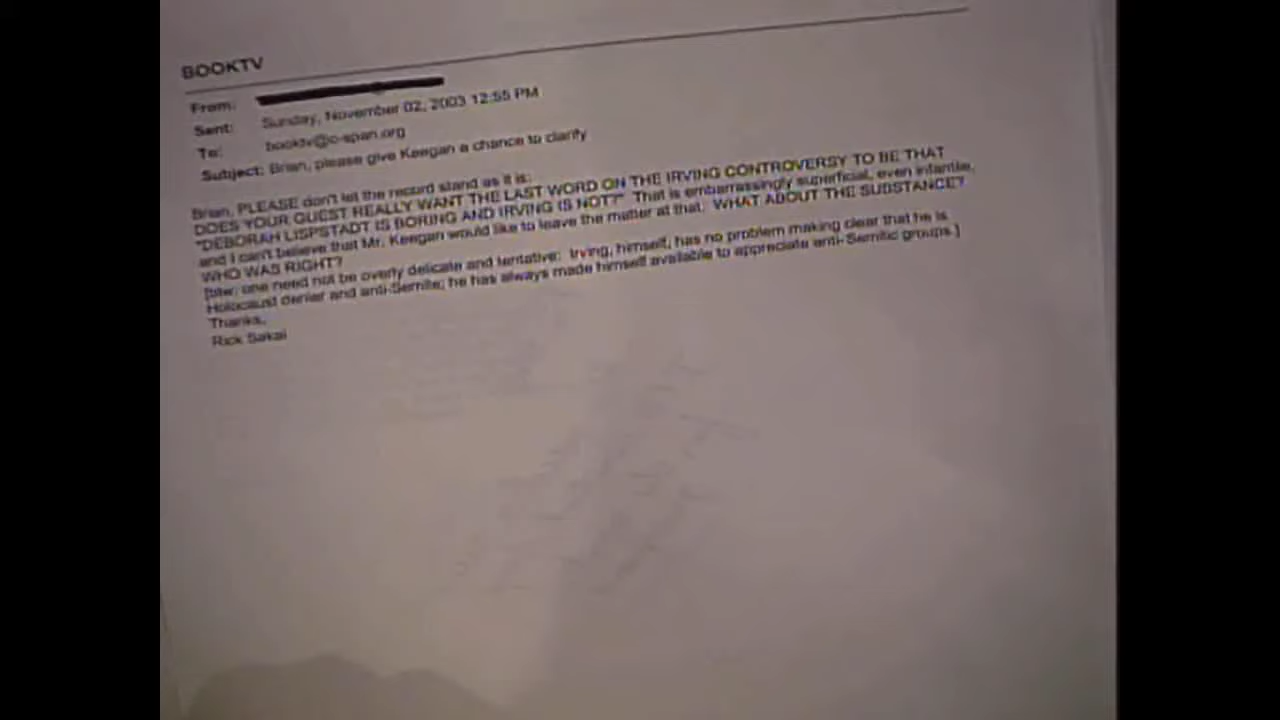 BOOKTV
From:
Sent: Sunday, November 02, 2003 12:55 PM
To: booktv@c-span.org
Subject: Brian, please give Keegan a chance to clarify
Brian, PLEASE don't let the record stand as it is:
DOES YOUR GUEST REALLY WANT THE LAST WORD ON THE IRVING CONTROVERSY TO BE THAT
"DEBORAH LISPSTADT IS BORING AND IRVING IS NOT?" That is embarrassingly superficial, even infantile,
and I can't believe that Mr. Keegan would like to leave the matter at that. WHAT ABOUT THE SUBSTANCE?
WHO WAS RIGHT?
[btw: one need not be overly delicate and tentative: Irving, himself, has no problem making clear that he is
Holocaust denier and anti-Semite; he has always made himself available to appreciate anti-Semitic groups.]
Thanks,
Rick Sakai